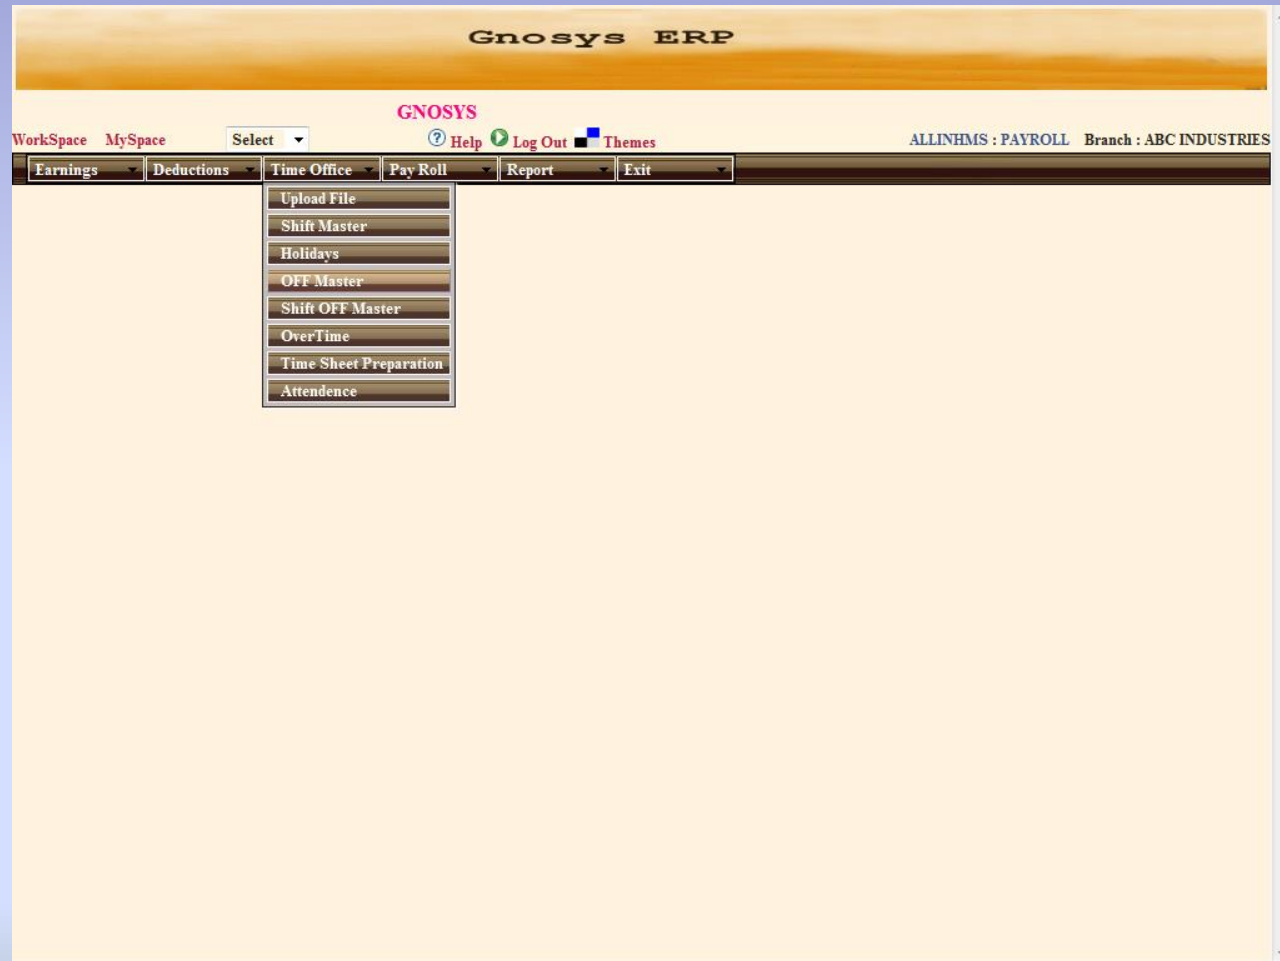 Gnosys ERP
GNOSYS
WorkSpace MySpace Select Help Log Out Themes ALLINHMS : PAYROLL Branch : ABC INDUSTRIES
Earnings Deductions Time Office Pay Roll Report Exit
Upload File
Shift Master
Holidays
OFF Master
Shift OFF Master
OverTime
Time Sheet Preparation
Attendence